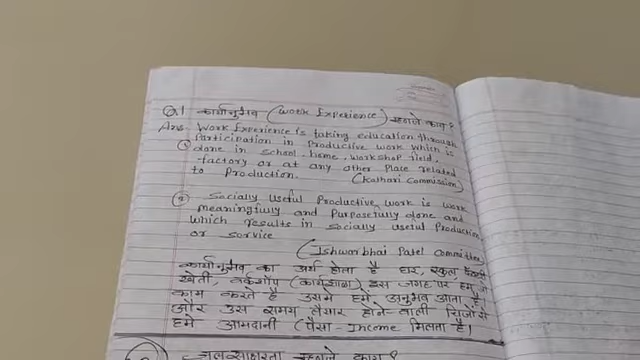 Q1 कार्यानुभव (Work Experience) म्हणजे काय?
Ans. Work Experience is taking education through
① Participation in Productive work which is
done in school, home, workshop, field,
factory or at any other Place related
to Production. (Kothari Commission)
② Socially Useful Productive work is work
meaningfully and Purposefully done and
which results in socially useful Production
or service
(Ishwarbhai Patel committee
कार्यानुभव का अर्थ होता है घर, स्कुल
खेती, वर्कशॉप (कार्यशाळा) इस जगह पर हम जो
काम करते है उसमे हमे अनुभव आता है
और उस समय तैयार होने वाली चिजो से
हमे आमदानी (पैसा - Income मिलता है।
म्हणजे काय?